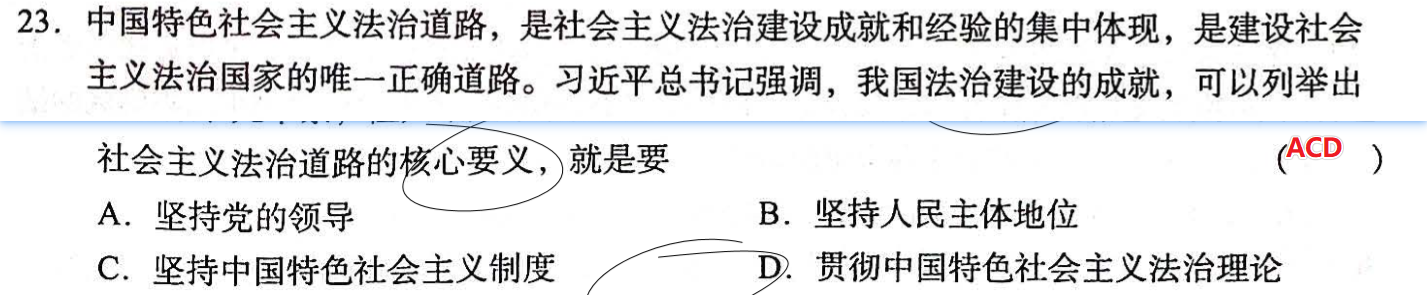 23. 中国特色社会主义法治道路，是社会主义法治建设成就和经验的集中体现，是建设社会
主义法治国家的唯一正确道路。习近平总书记强调，我国法治建设的成就，可以列举出
社会主义法治道路的核心要义，就是要 (ACD )
A. 坚持党的领导 B. 坚持人民主体地位
C. 坚持中国特色社会主义制度 D. 贯彻中国特色社会主义法治理论